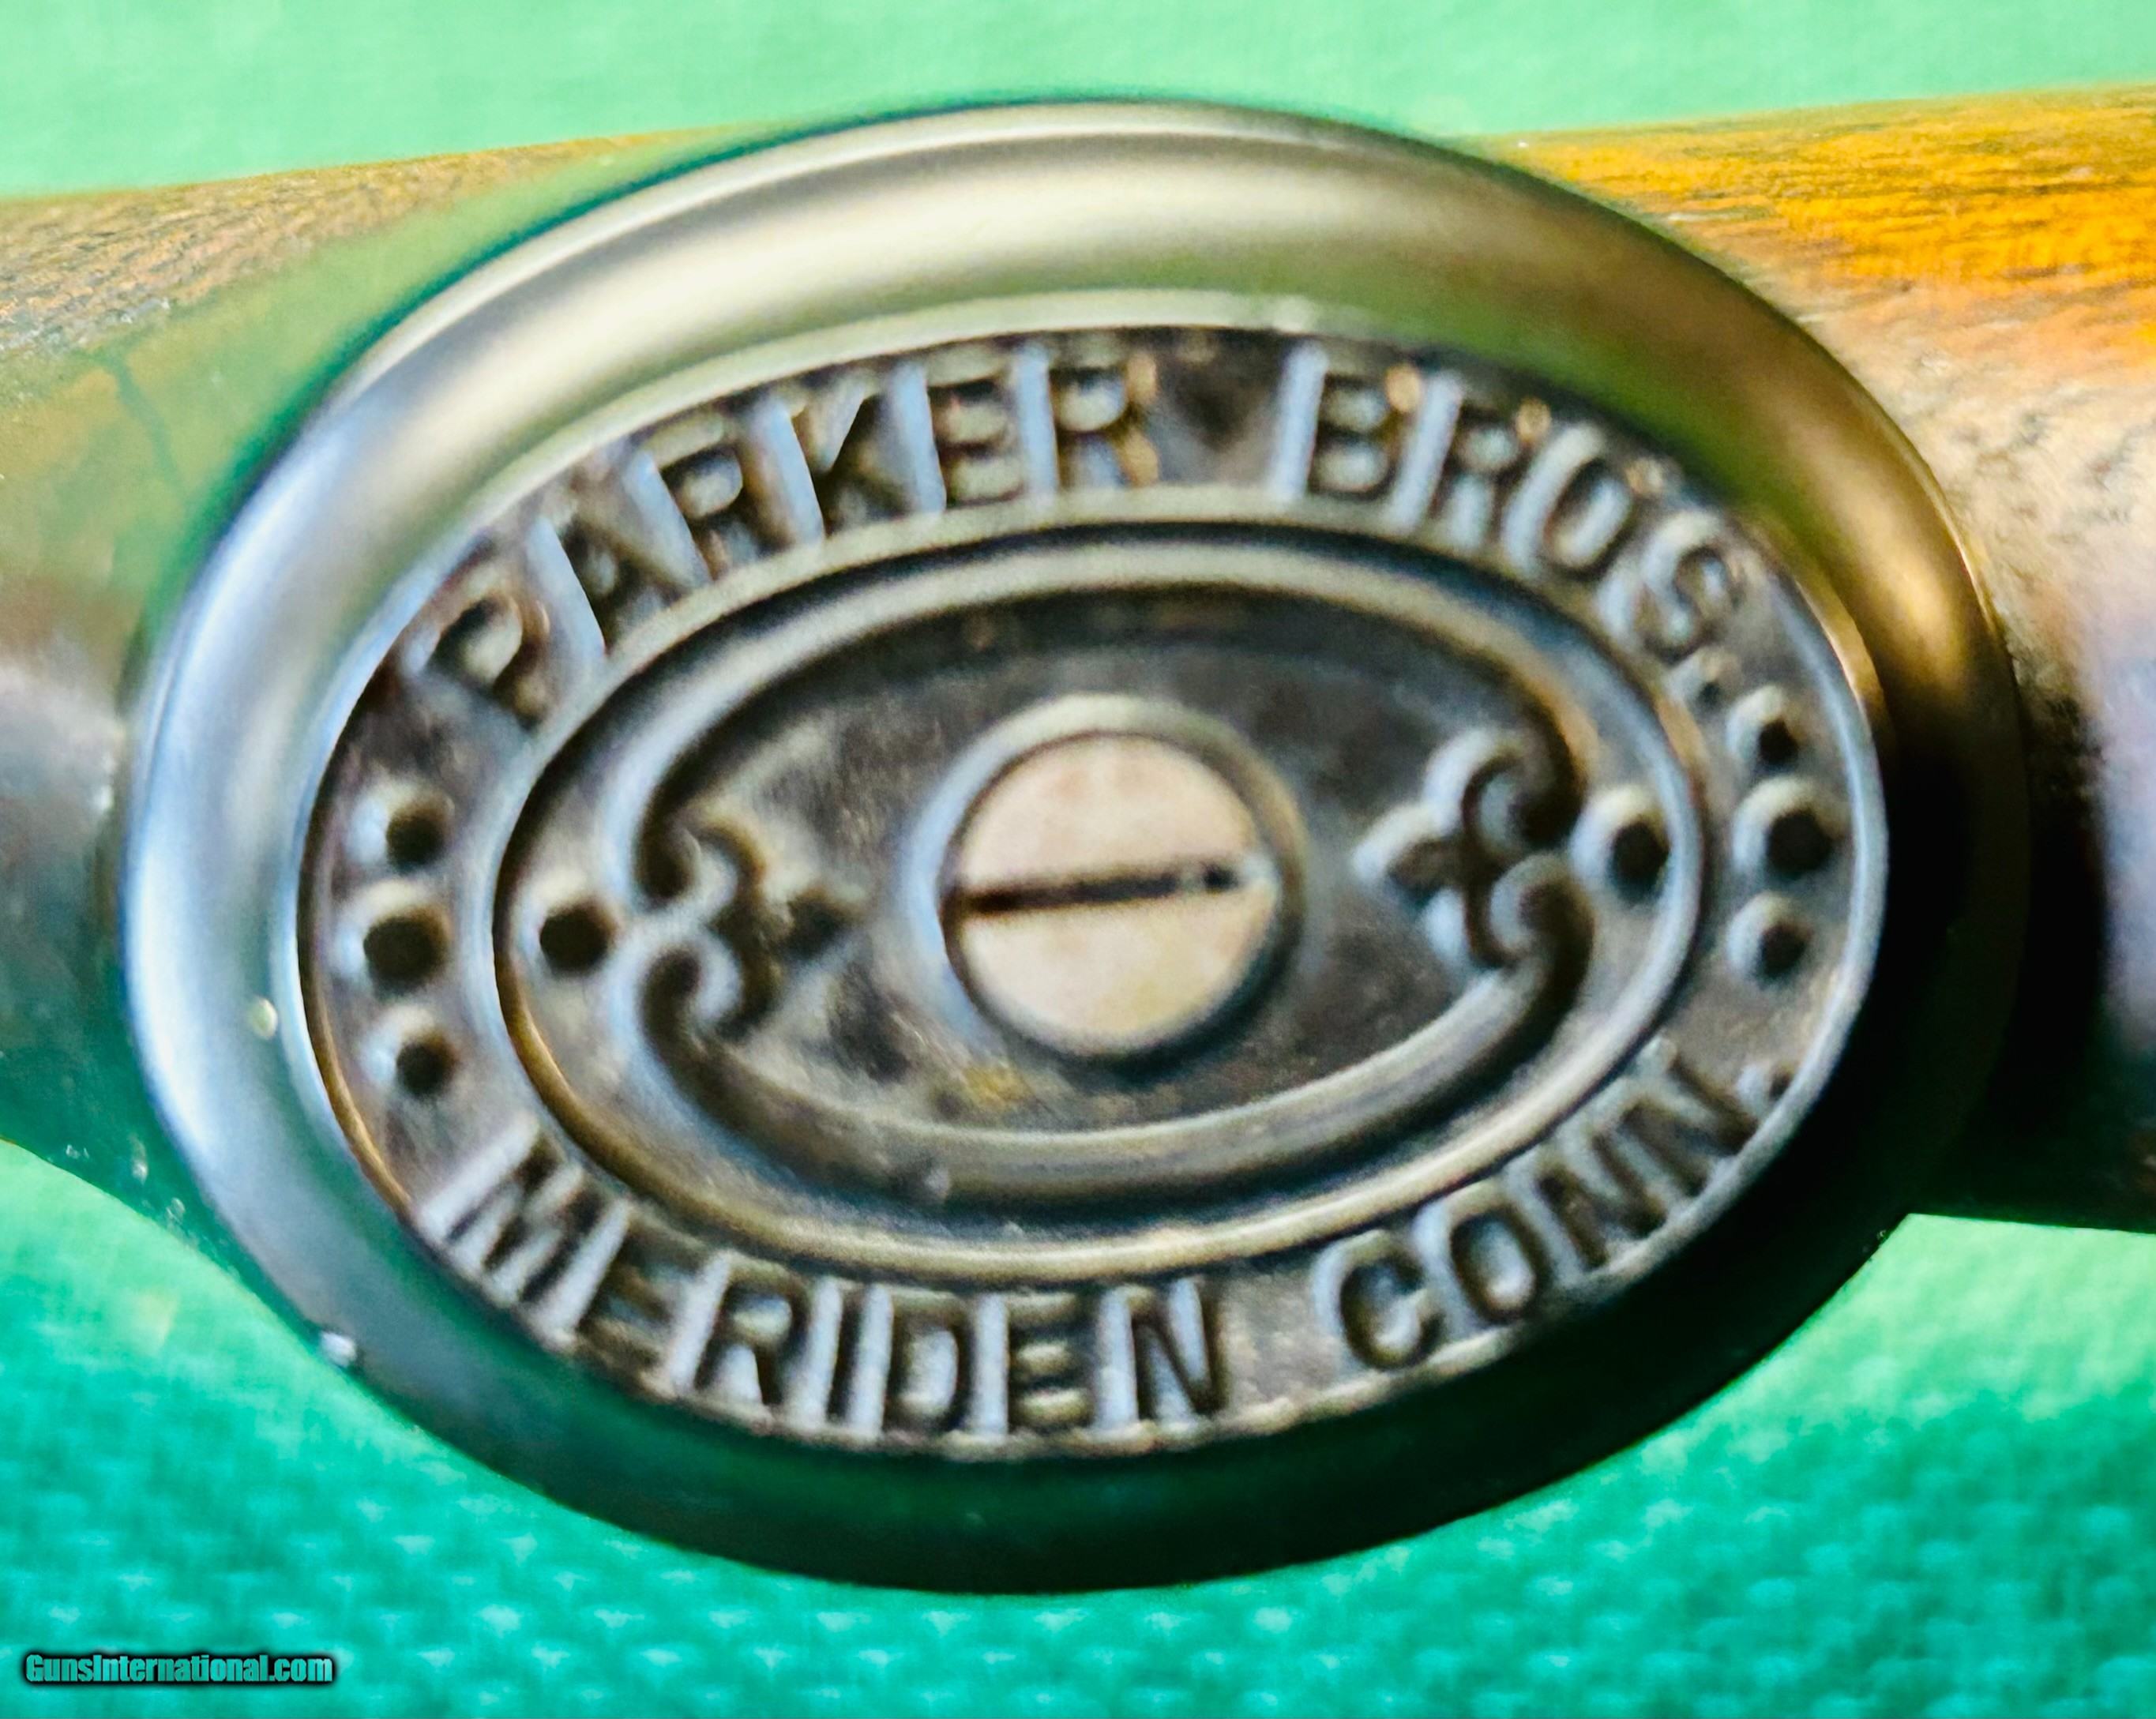 PARKER BROS.
MERIDEN CONN.
GunsInternational.com